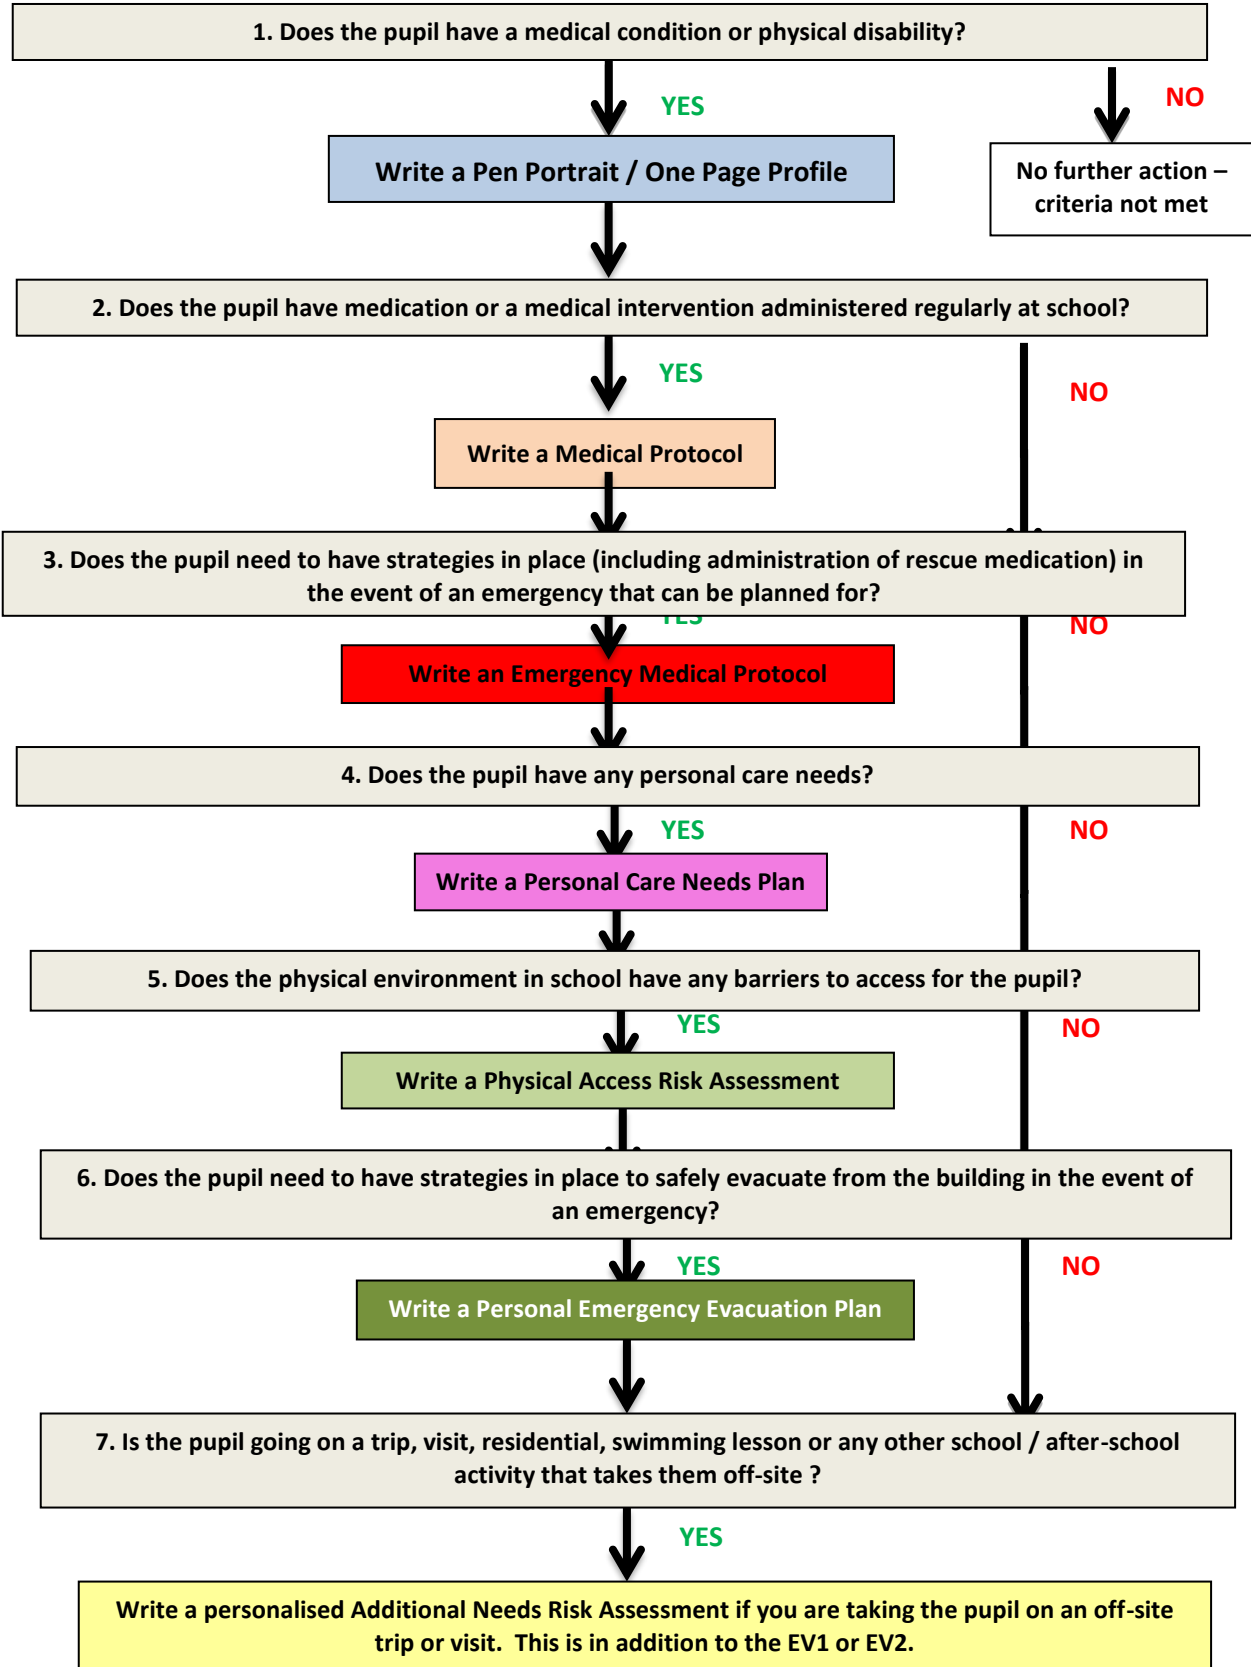 1. Does the pupil have a medical condition or physical disability?
YES
NO
Write a Pen Portrait / One Page Profile
No further action –
criteria not met
2. Does the pupil have medication or a medical intervention administered regularly at school?
YES
NO
Write a Medical Protocol
3. Does the pupil need to have strategies in place (including administration of rescue medication) in
the event of an emergency that can be planned for?
YES
NO
Write an Emergency Medical Protocol
4. Does the pupil have any personal care needs?
YES
NO
Write a Personal Care Needs Plan
5. Does the physical environment in school have any barriers to access for the pupil?
YES
NO
Write a Physical Access Risk Assessment
6. Does the pupil need to have strategies in place to safely evacuate from the building in the event of
an emergency?
YES
NO
Write a Personal Emergency Evacuation Plan
7. Is the pupil going on a trip, visit, residential, swimming lesson or any other school / after-school
activity that takes them off-site ?
YES
Write a personalised Additional Needs Risk Assessment if you are taking the pupil on an off-site
trip or visit.  This is in addition to the EV1 or EV2.